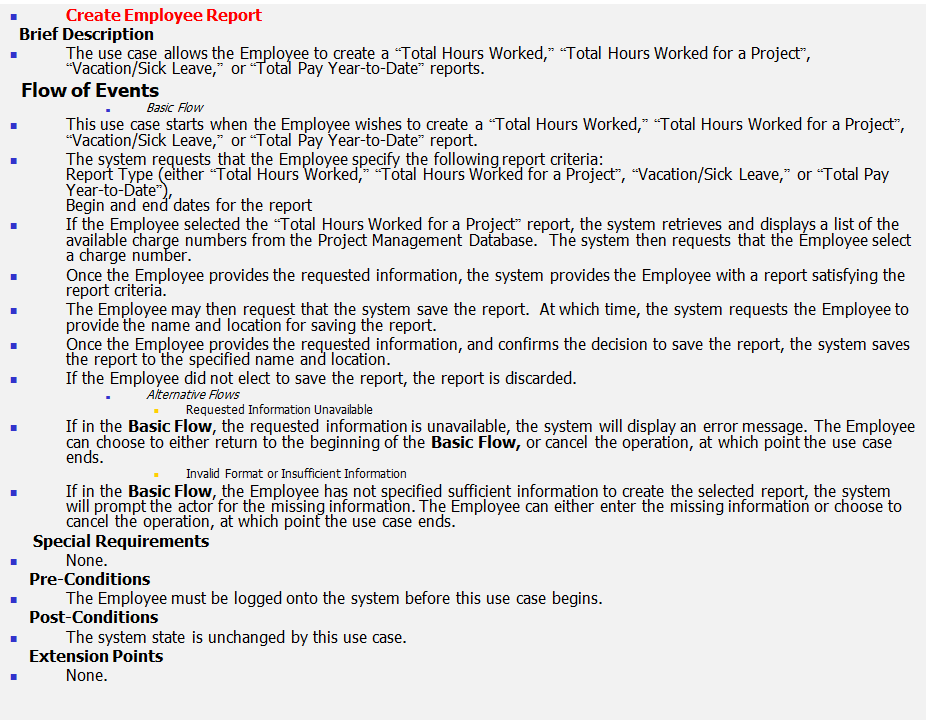 Create Employee Report
Brief Description
The use case allows the Employee to create a “Total Hours Worked,” “Total Hours Worked for a Project”,
“Vacation/Sick Leave,” or “Total Pay Year-to-Date” reports.
Flow of Events
Basic Flow
This use case starts when the Employee wishes to create a “Total Hours Worked,” “Total Hours Worked for a Project”,
“Vacation/Sick Leave,” or “Total Pay Year-to-Date” report.
The system requests that the Employee specify the following report criteria:
Report Type (either “Total Hours Worked,” “Total Hours Worked for a Project”, “Vacation/Sick Leave,” or “Total Pay
Year-to-Date”),
Begin and end dates for the report
If the Employee selected the “Total Hours Worked for a Project” report, the system retrieves and displays a list of the
available charge numbers from the Project Management Database.  The system then requests that the Employee select
a charge number.
Once the Employee provides the requested information, the system provides the Employee with a report satisfying the
report criteria.
The Employee may then request that the system save the report.  At which time, the system requests the Employee to
provide the name and location for saving the report.
Once the Employee provides the requested information, and confirms the decision to save the report, the system saves
the report to the specified name and location.
If the Employee did not elect to save the report, the report is discarded.
Alternative Flows
Requested Information Unavailable
If in the Basic Flow, the requested information is unavailable, the system will display an error message. The Employee
can choose to either return to the beginning of the Basic Flow, or cancel the operation, at which point the use case
ends.
Invalid Format or Insufficient Information
If in the Basic Flow, the Employee has not specified sufficient information to create the selected report, the system
will prompt the actor for the missing information. The Employee can either enter the missing information or choose to
cancel the operation, at which point the use case ends.
Special Requirements
None.
Pre-Conditions
The Employee must be logged onto the system before this use case begins.
Post-Conditions
The system state is unchanged by this use case.
Extension Points
None.